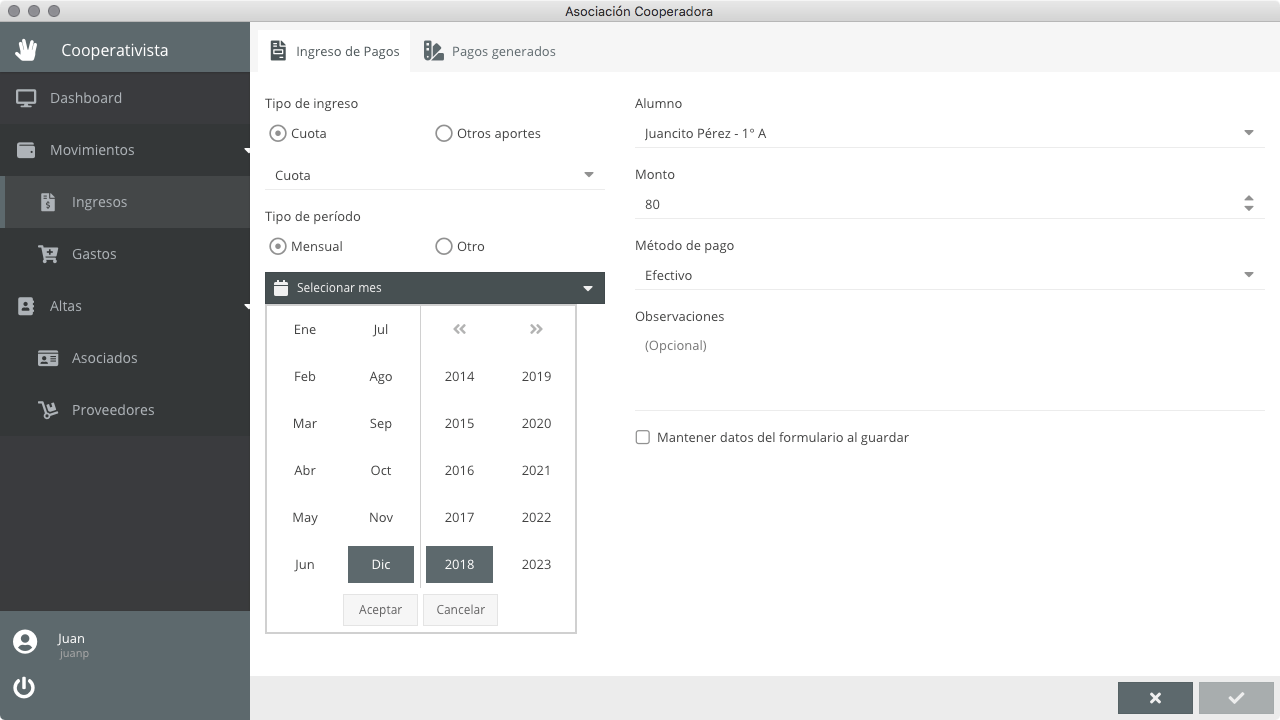 Asociación Cooperadora
Cooperativista
Dashboard
Movimientos
Ingresos
Gastos
Altas
Asociados
Proveedores
Juan
juanp
Ingreso de Pagos
Pagos generados
Tipo de ingreso
Cuota
Otros aportes
Cuota
Tipo de período
Mensual
Otro
Selecionar mes
Ene Jul
Feb Ago 2014 2019
Mar Sep 2015 2020
Abr Oct 2016 2021
May Nov 2017 2022
Jun Dic 2018 2023
Aceptar Cancelar
Alumno
Juancito Pérez - 1° A
Monto
80
Método de pago
Efectivo
Observaciones
(Opcional)
Mantener datos del formulario al guardar